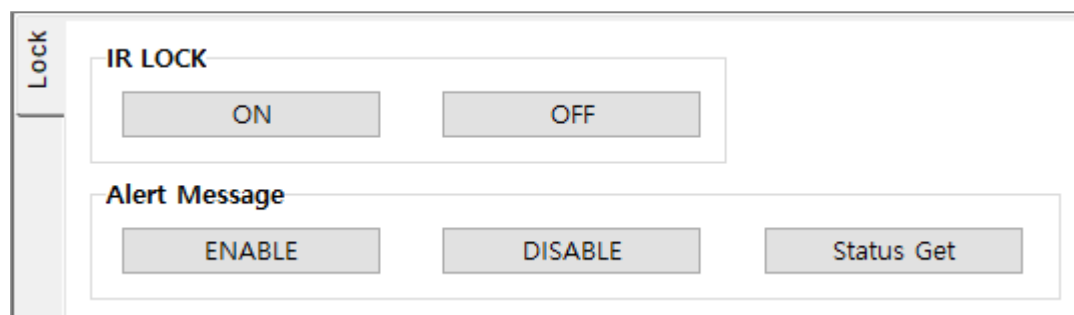 Lock
IR LOCK
ON OFF
Alert Message
ENABLE DISABLE Status Get